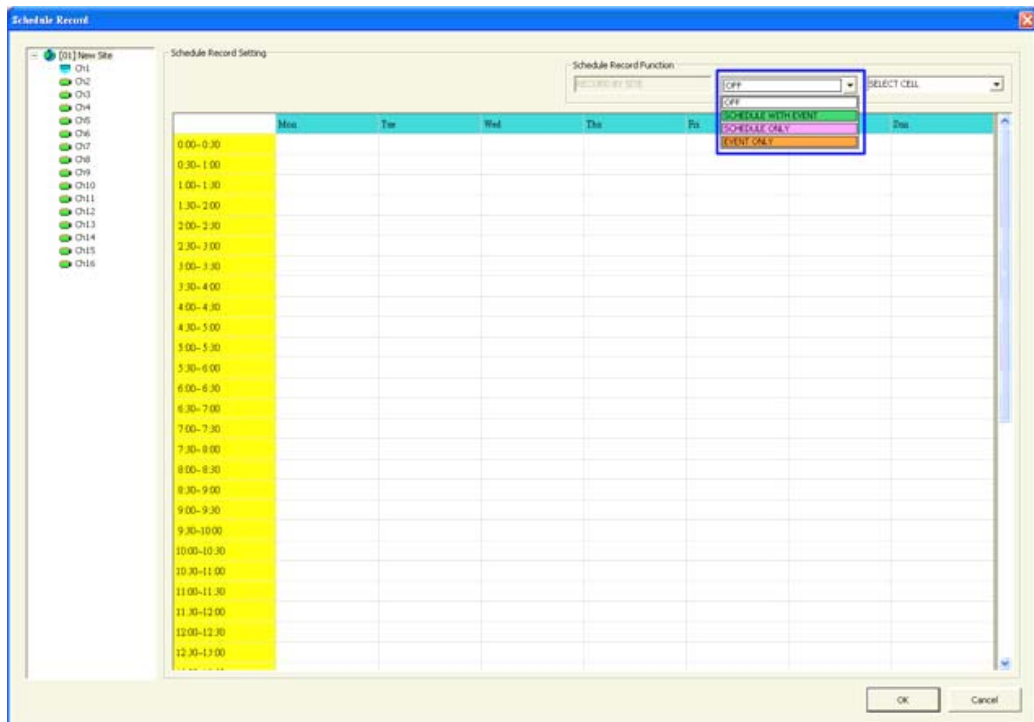 Schedule Record
[01] New Site
Ch1
Ch2
Ch3
Ch4
Ch5
Ch6
Ch7
Ch8
Ch9
Ch10
Ch11
Ch12
Ch13
Ch14
Ch15
Ch16
Schedule Record Setting
Schedule Record Function
RECORD BY SITE
OFF
SELECT CELL
OFF
SCHEDULE WITH EVENT
SCHEDULE ONLY
EVENT ONLY
Mon Tue Wed Thu Fri Sun
0:00~0:30
0:30~1:00
1:00~1:30
1:30~2:00
2:00~2:30
2:30~3:00
3:00~3:30
3:30~4:00
4:00~4:30
4:30~5:00
5:00~5:30
5:30~6:00
6:00~6:30
6:30~7:00
7:00~7:30
7:30~8:00
8:00~8:30
8:30~9:00
9:00~9:30
9:30~10:00
10:00~10:30
10:30~11:00
11:00~11:30
11:30~12:00
12:00~12:30
12:30~13:00
OK
Cancel